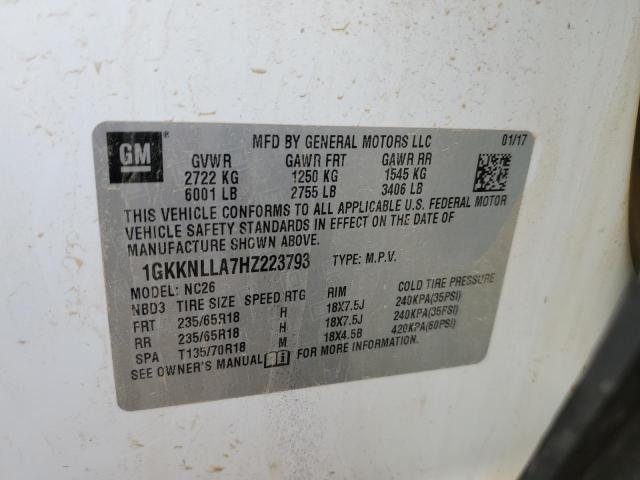 GM ®
MFD BY GENERAL MOTORS LLC 01/17
GVWR GAWR FRT GAWR RR
2722 KG 1250 KG 1545 KG
6001 LB 2755 LB 3406 LB
THIS VEHICLE CONFORMS TO ALL APPLICABLE U.S. FEDERAL MOTOR
VEHICLE SAFETY STANDARDS IN EFFECT ON THE DATE OF
MANUFACTURE SHOWN ABOVE.
1GKKNLLA7HZ223793 TYPE: M.P.V.
MODEL: NC26
NBD3 TIRE SIZE SPEED RTG RIM COLD TIRE PRESSURE
FRT 235/65R18 H 18X7.5J 240KPA(35PSI)
RR 235/65R18 H 18X7.5J 240KPA(35PSI)
SPA T135/70R18 M 18X4.5B 420KPA(60PSI)
SEE OWNER'S MANUAL i FOR MORE INFORMATION.